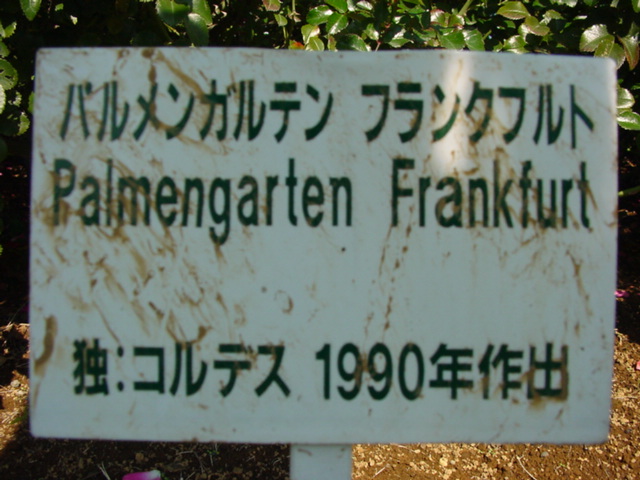 パルメンガルテン フランクフルト
Palmengarten Frankfurt
独:コルデス 1990年作出